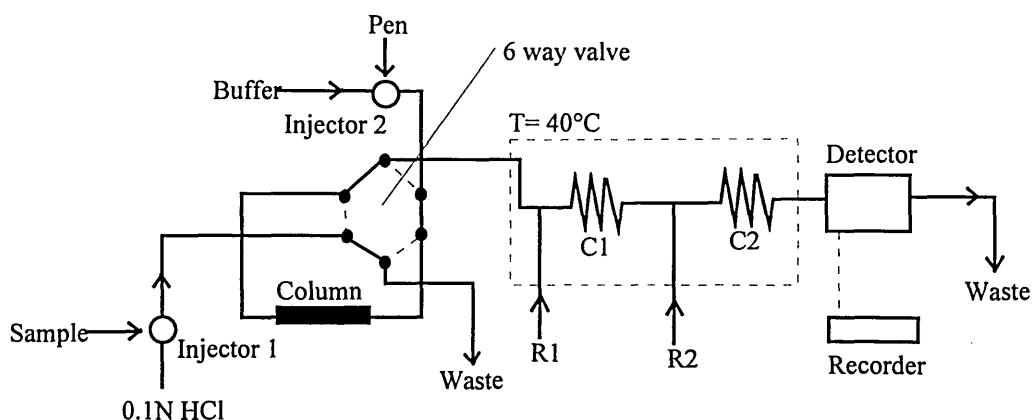 Pen
6 way valve
Buffer
Injector 2
T= 40°C
Detector
C1
C2
Column
Waste
Sample
Injector 1
R1
R2
Waste
Recorder
0.1N HCl